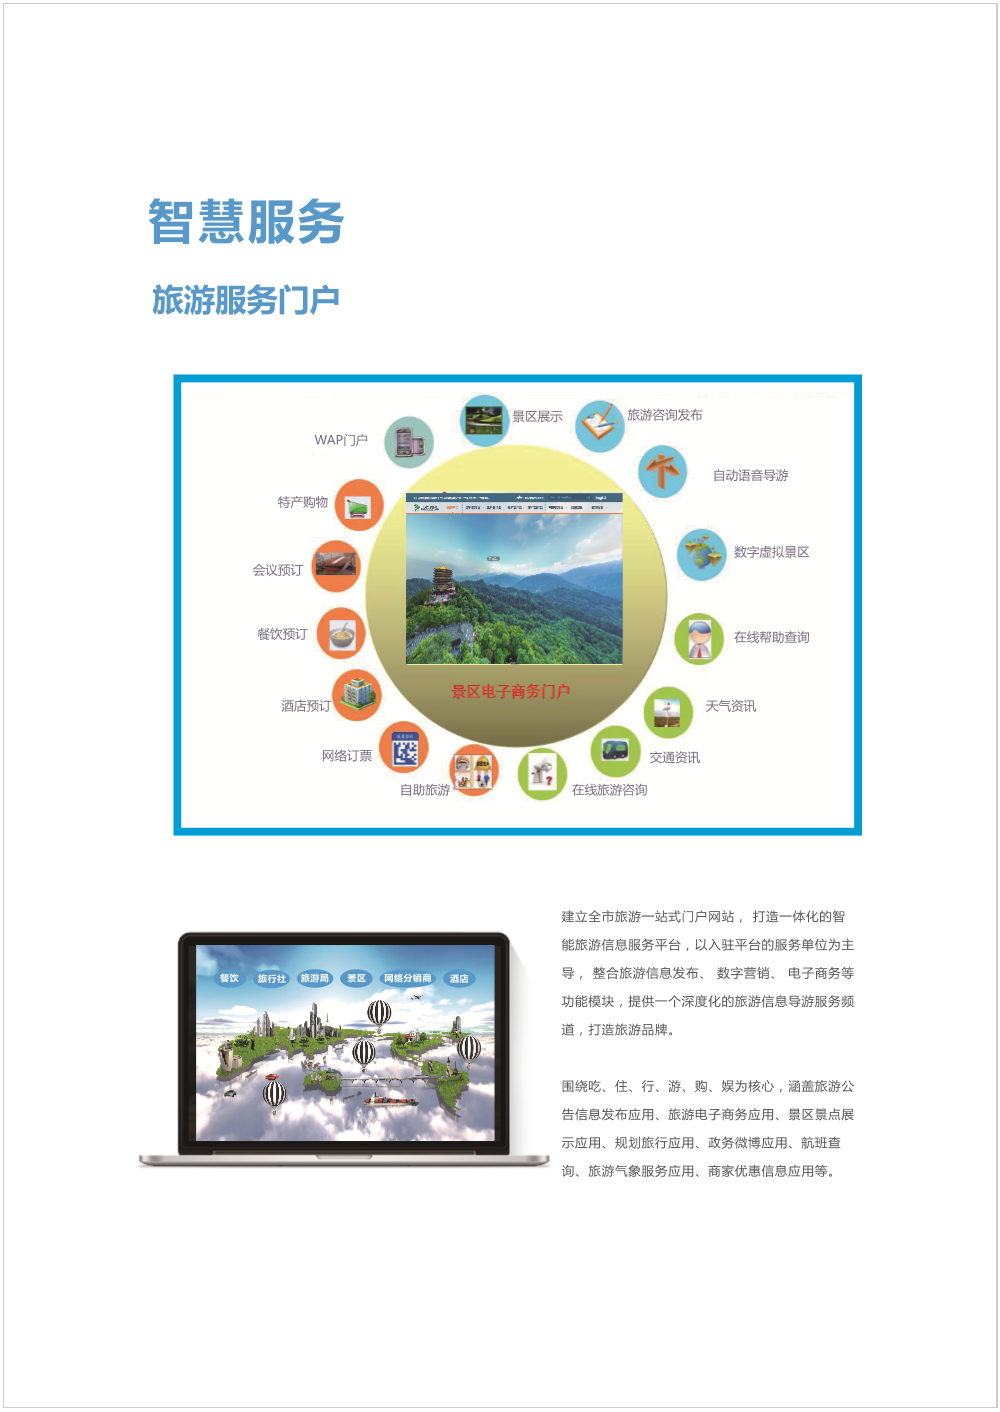 智慧服务
旅游服务门户
景区展示
旅游咨询发布
WAP门户
自动语音导游
特产购物
数字虚拟景区
会议预订
餐饮预订
在线帮助查询
景区电子商务门户
酒店预订
天气资讯
网络订票
交通资讯
自助旅游
在线旅游咨询
建立全市旅游一站式门户网站， 打造一体化的智
能旅游信息服务平台，以入驻平台的服务单位为主
导， 整合旅游信息发布、 数字营销、 电子商务等
功能模块，提供一个深度化的旅游信息导游服务频
道，打造旅游品牌。
餐饮 旅行社 旅游局 景区 网络分销商 酒店
围绕吃、住、行、游、购、娱为核心，涵盖旅游公
告信息发布应用、旅游电子商务应用、景区景点展
示应用、规划旅行应用、政务微博应用、航班查
询、旅游气象服务应用、商家优惠信息应用等。